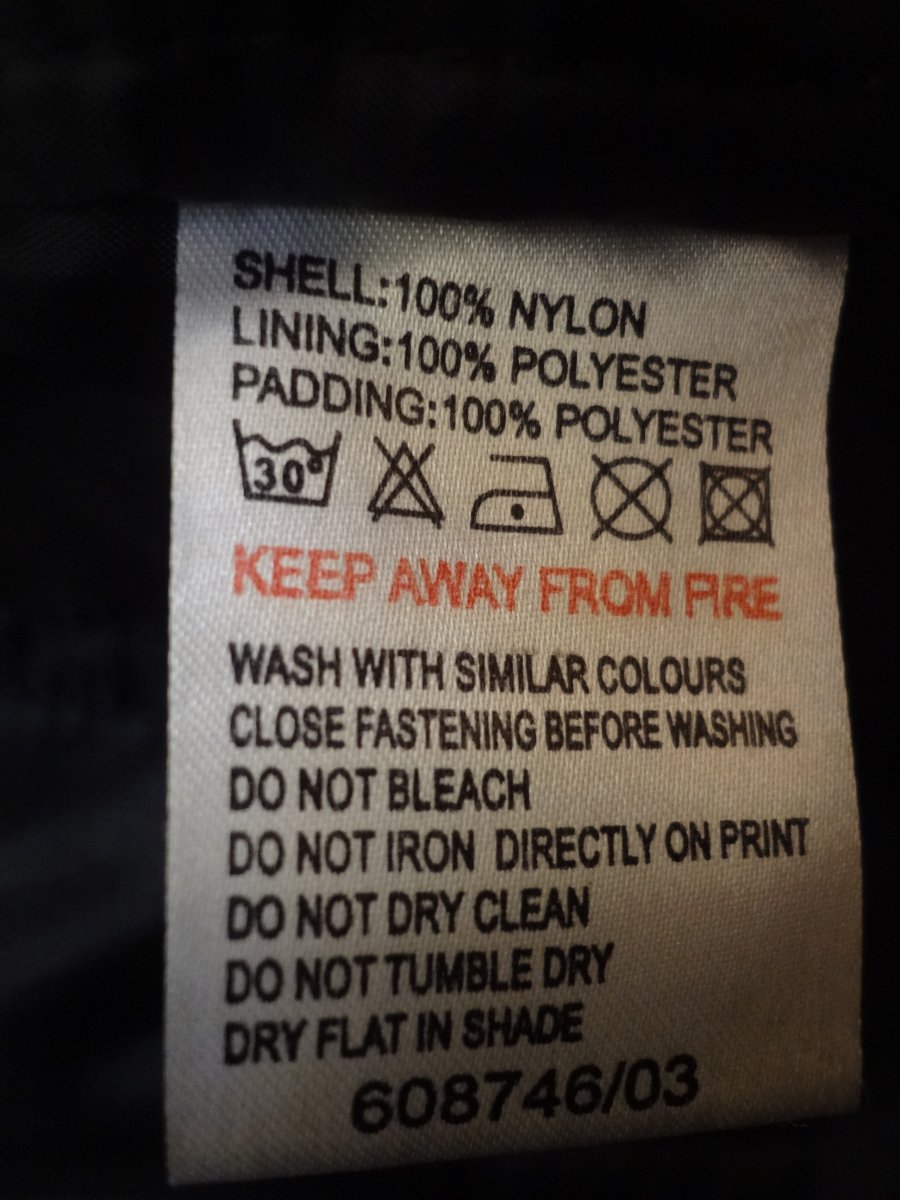 SHELL:100% NYLON
LINING:100% POLYESTER
PADDING:100% POLYESTER
30°
KEEP AWAY FROM FIRE
WASH WITH SIMILAR COLOURS
CLOSE FASTENING BEFORE WASHING
DO NOT BLEACH
DO NOT IRON DIRECTLY ON PRINT
DO NOT DRY CLEAN
DO NOT TUMBLE DRY
DRY FLAT IN SHADE
608746/03